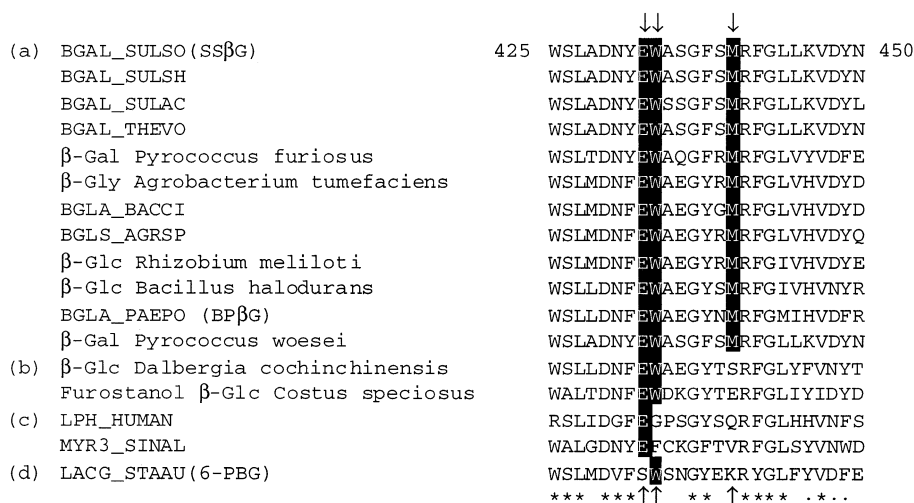 ↓↓ ↓
(a) BGAL_SULSO(SSβG) 425 WSLADNYEWASGFSMRFGLLKVDYN 450
BGAL_SULSH WSLADNYEWASGFSMRFGLLKVDYN
BGAL_SULAC WSLADNYEWSSGFSMRFGLLKVDYL
BGAL_THEVO WSLADNYEWASGFSMRFGLLKVDYN
β-Gal Pyrococcus furiosus WSLTDNYEWAQGFRMRFGLVYVDFE
β-Gly Agrobacterium tumefaciens WSLMDNFEWAEGYRMRFGLVHVDYD
BGLA_BACCI WSLMDNFEWAEGYGMRFGLVHVDYD
BGLS_AGRSP WSLMDNFEWAEGYRMRFGLVHVDYQ
β-Glc Rhizobium meliloti WSLMDNFEWAEGYRMRFGIVHVDYE
β-Glc Bacillus halodurans WSLLDNFEWAEGYSMRFGIVHVNYR
BGLA_PAEPO (BPβG) WSLLDNFEWAEGYNMRFGMIHVDFR
β-Gal Pyrococcus woesei WSLADNYEWASGFSMRFGLLKVDYN
(b) β-Glc Dalbergia cochinchinensis WSLLDNFEWAEGYTSRFGLYFVNYT
Furostanol β-Glc Costus speciosus WALTDNFEWDKGYTERFGLIYIDYD
(c) LPH_HUMAN RSLIDGFEGPSGYSQRFGLHHVNFS
MYR3_SINAL WALGDNYEFCKGFTVRFGLSYVNWD
(d) LACG_STAAU(6-PBG) WSLMDVFSWSNGYEKRYGLFYVDFE
*** ***↑↑ ** ↑**** .*..